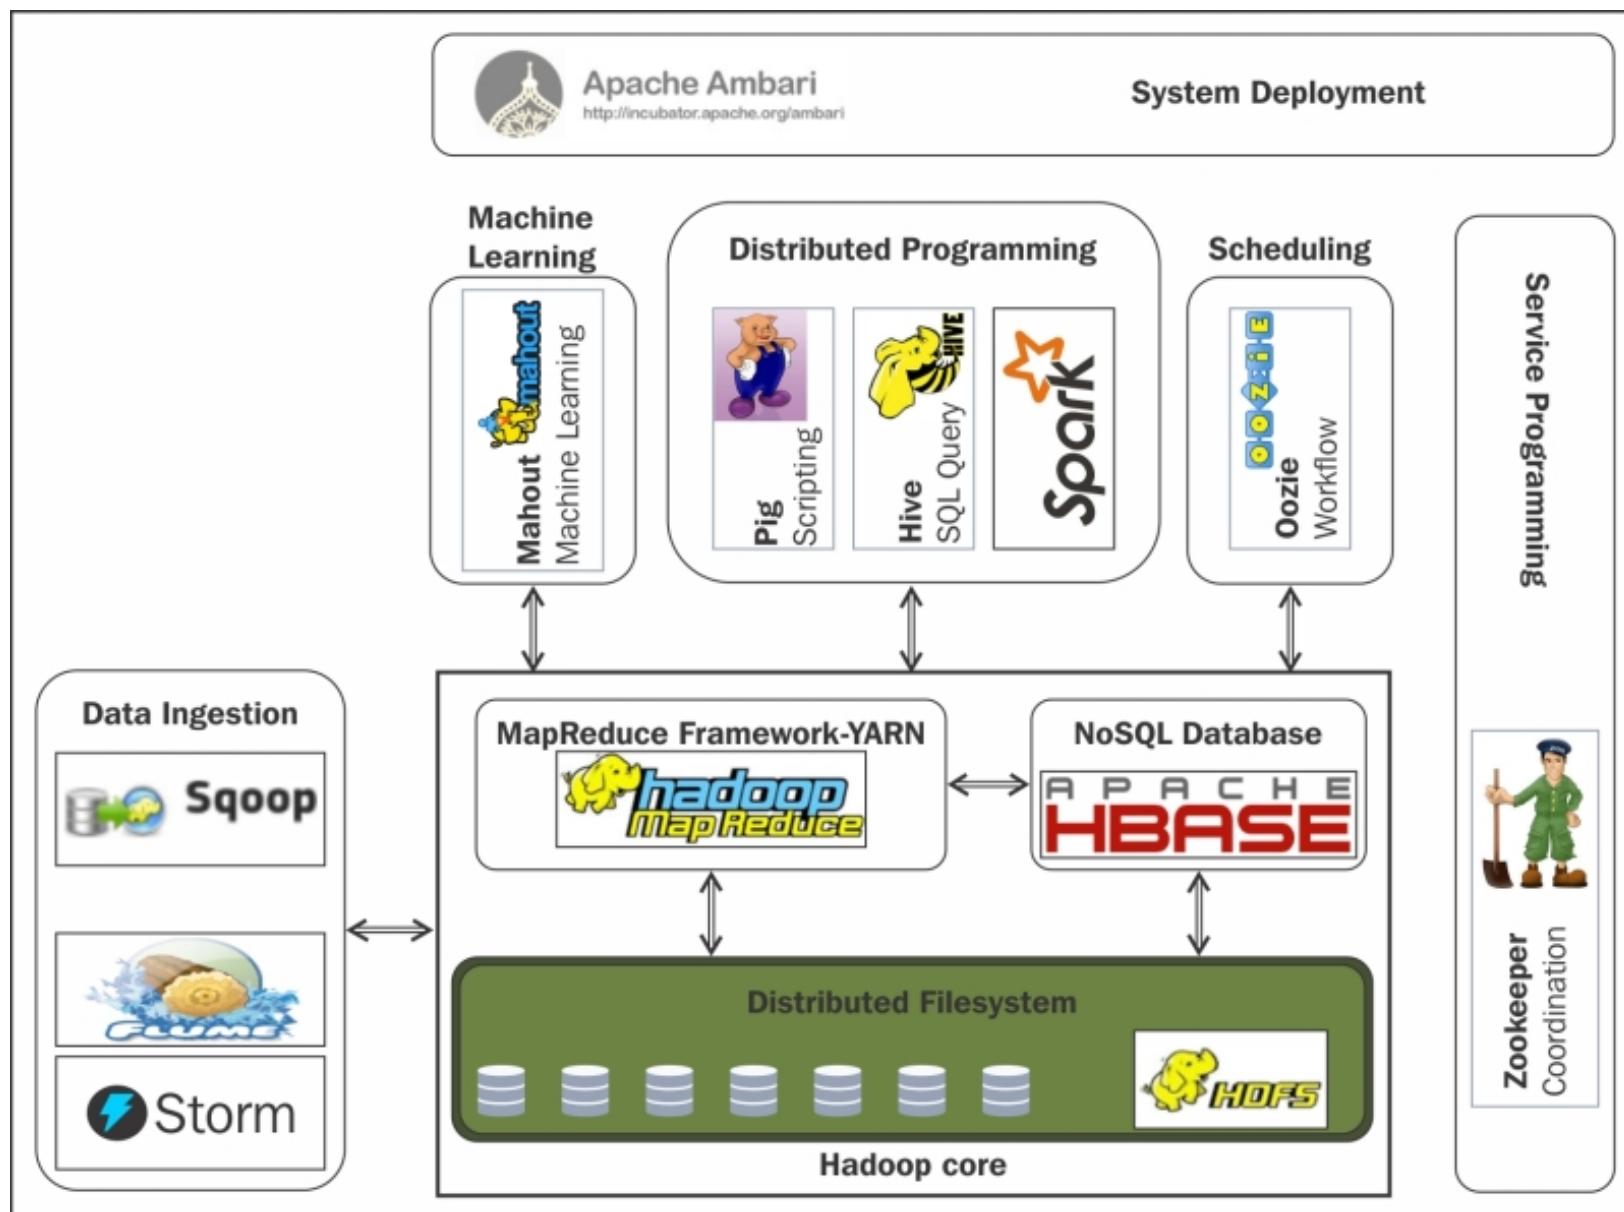 Apache Ambari
http://incubator.apache.org/ambari
System Deployment
Machine
Learning
mahout
Mahout
Machine Learning
Distributed Programming
Pig
Scripting
HIVE
Hive
SQL Query
Spark
Scheduling
OOZIE
Oozie
Workflow
Service Programming
Zookeeper
Coordination
Data Ingestion
Sqoop
FLUME
Storm
MapReduce Framework-YARN
hadoop
Map Reduce
NoSQL Database
APACHE
HBASE
Distributed Filesystem
HDFS
Hadoop core